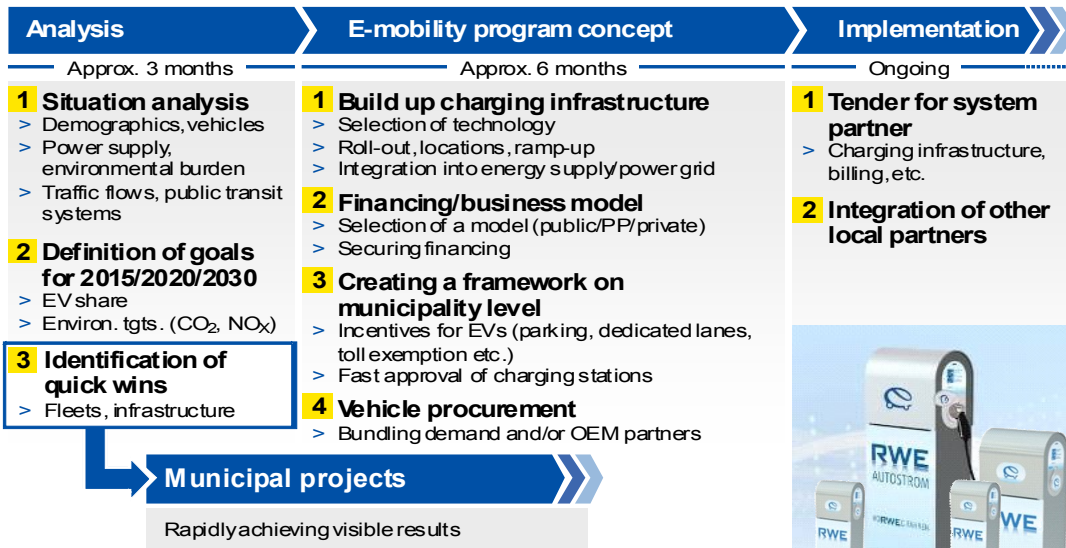 Analysis
Approx. 3 months
1 Situation analysis
> Demographics, vehicles
> Power supply,
environmental burden
> Traffic flows, public transit
systems
2 Definition of goals
for 2015/2020/2030
> EV share
> Environ. tgts. (CO₂, NOX)
3 Identification of
quick wins
> Fleets, infrastructure
E-mobility program concept
Approx. 6 months
1 Build up charging infrastructure
> Selection of technology
> Roll-out, locations, ramp-up
> Integration into energy supply/power grid
2 Financing/business model
> Selection of a model (public/PP/private)
> Securing financing
3 Creating a framework on
municipality level
> Incentives for EVs (parking, dedicated lanes,
toll exemption etc.)
> Fast approval of charging stations
4 Vehicle procurement
> Bundling demand and/or OEM partners
Implementation
Ongoing
1 Tender for system
partner
> Charging infrastructure,
billing, etc.
2 Integration of other
local partners
Municipal projects
Rapidly achieving visible results
RWE
AUTOSTROM
RWE
RWE
WE